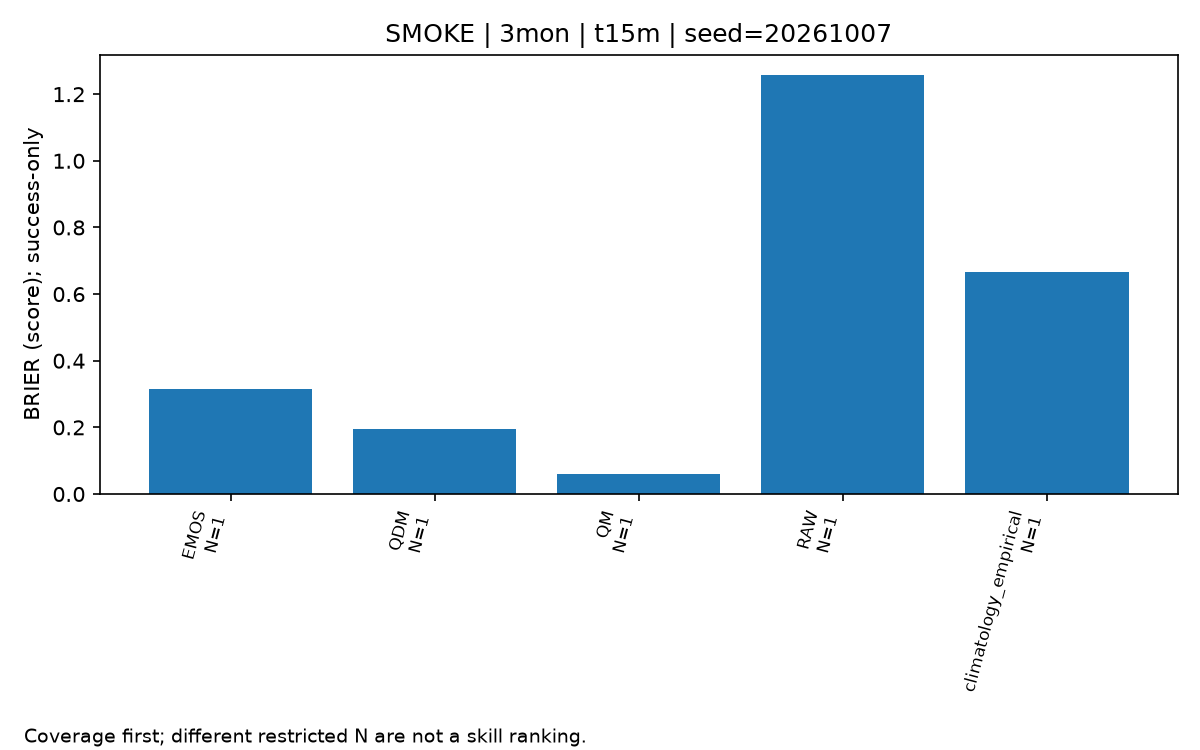 SMOKE | 3mon | t15m | seed=20261007
BRIER (score); success-only
1.2
1.0
0.8
0.6
0.4
0.2
0.0
EMOS
N=1
QDM
N=1
QM
N=1
RAW
N=1
climatology_empirical
N=1
Coverage first; different restricted N are not a skill ranking.